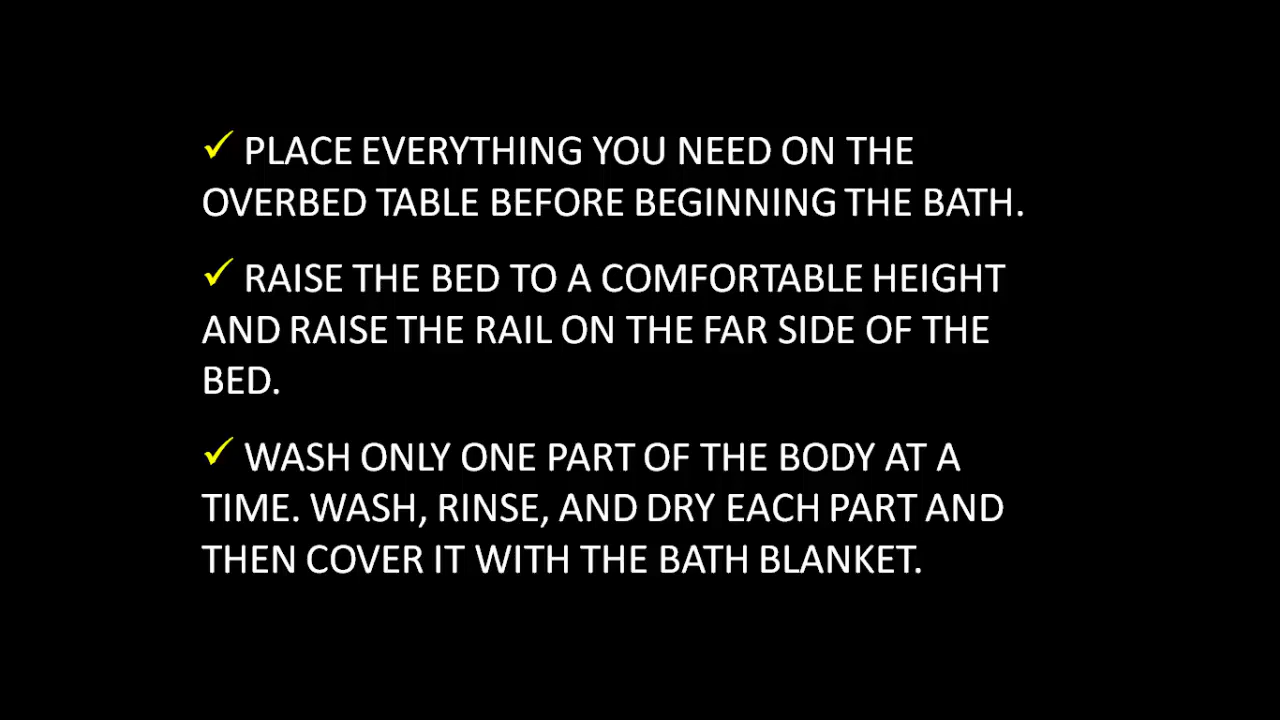 ✓ PLACE EVERYTHING YOU NEED ON THE
OVERBED TABLE BEFORE BEGINNING THE BATH.
✓ RAISE THE BED TO A COMFORTABLE HEIGHT
AND RAISE THE RAIL ON THE FAR SIDE OF THE
BED.
✓ WASH ONLY ONE PART OF THE BODY AT A
TIME. WASH, RINSE, AND DRY EACH PART AND
THEN COVER IT WITH THE BATH BLANKET.